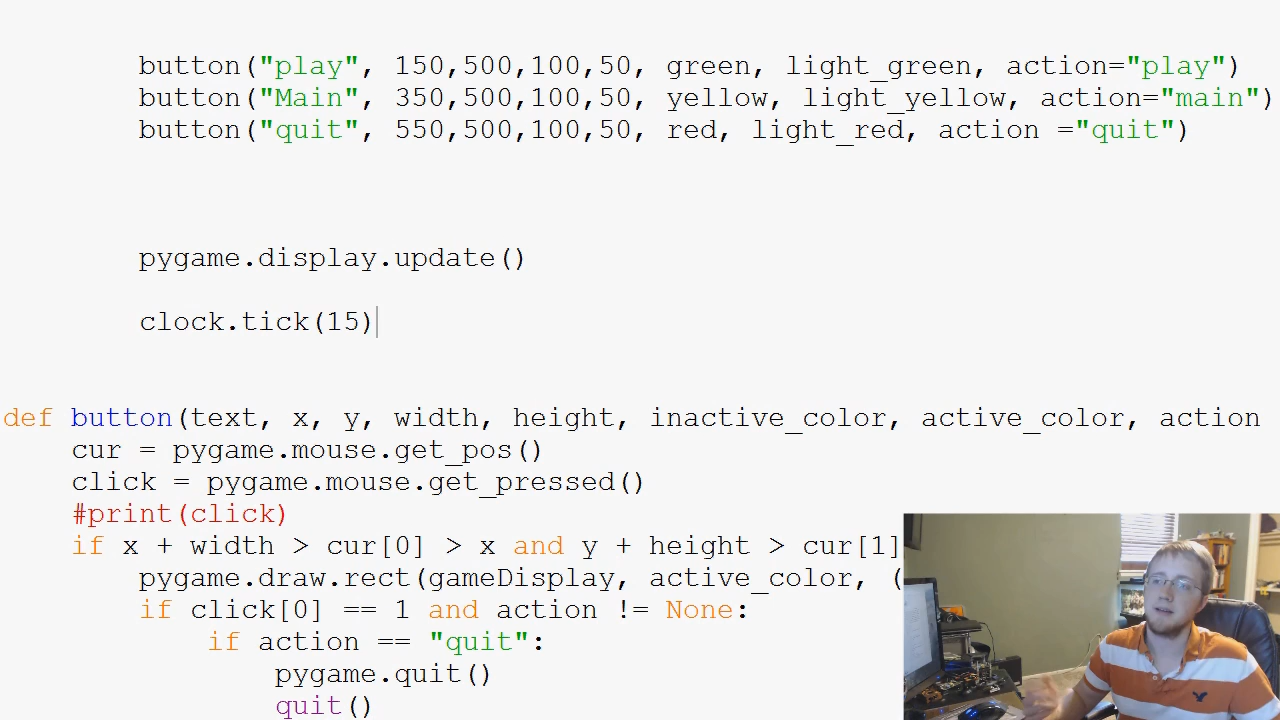 button("play", 150,500,100,50, green, light_green, action="play")
button("Main", 350,500,100,50, yellow, light_yellow, action="main")
button("quit", 550,500,100,50, red, light_red, action ="quit")
pygame.display.update()
clock.tick(15)
def button(text, x, y, width, height, inactive_color, active_color, action
cur = pygame.mouse.get_pos()
click = pygame.mouse.get_pressed()
#print(click)
if x + width > cur[0] > x and y + height > cur[1]
pygame.draw.rect(gameDisplay, active_color, (
if click[0] == 1 and action != None:
if action == "quit":
pygame.quit()
quit()